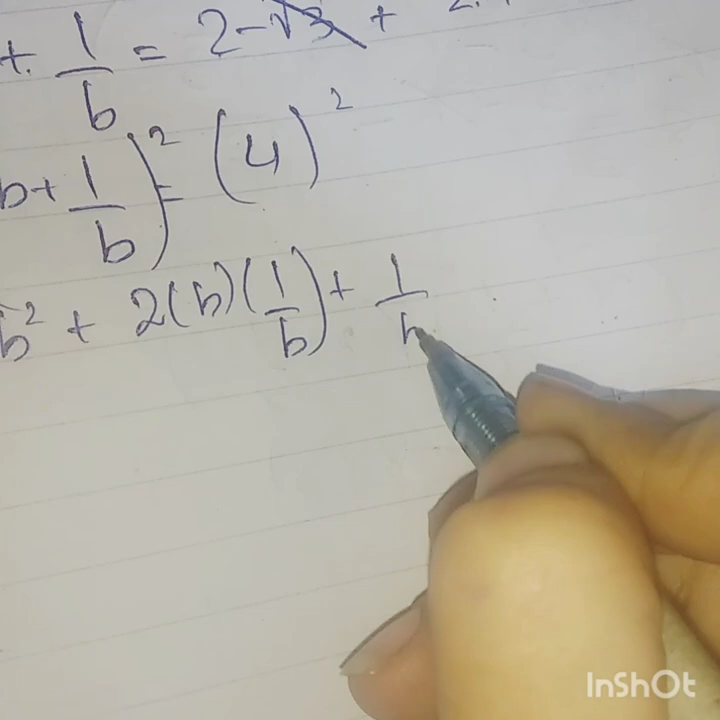 + 1/b = 2-√3 + 2
b + 1/b)² = (4)²
b² + 2(b)(1/b) + 1/b
InShOt